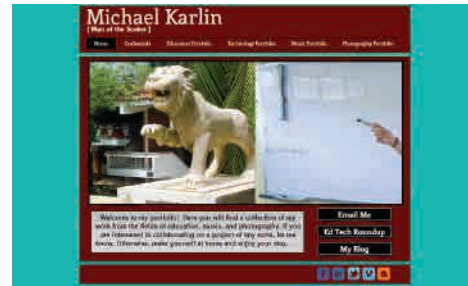 Michael Karlin
[ Man of the Books ]
Home Credentials Education Portfolio Technology Portfolio Music Portfolio Photography Portfolio
Welcome to my portfolio! Here you will find a collection of my
work from the fields of education, music, and photography. If you
are interested in collaborating on a project of any sorts, let me
know. Otherwise, make yourself at home and enjoy your stay.
Email Me
Ed Tech Roundup
My Blog